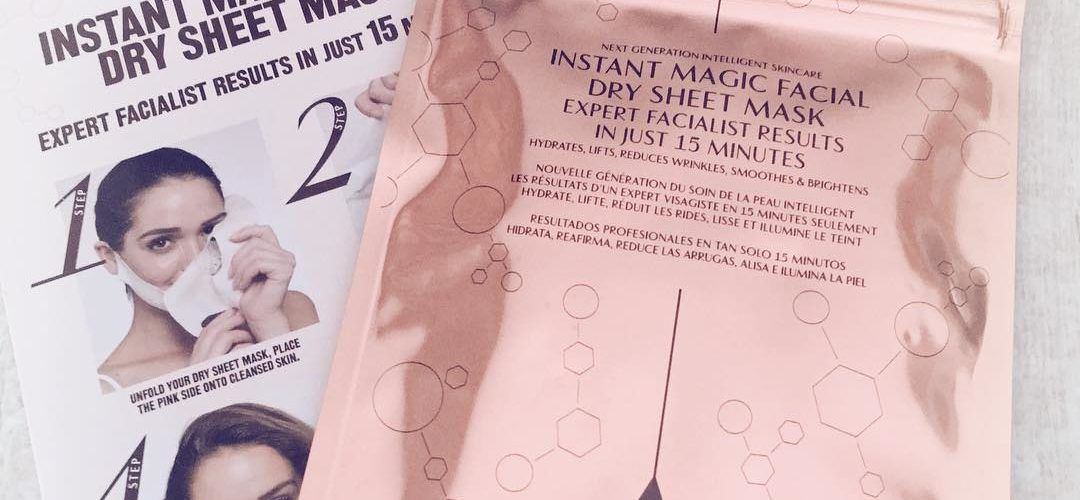 INSTANT
DRY SHEET MASK
EXPERT FACIALIST RESULTS IN JUST 15
1 STEP
2 STEP
UNFOLD YOUR DRY SHEET MASK, PLACE
THE PINK SIDE ONTO CLEANSED SKIN.
4 STEP
NEXT GENERATION INTELLIGENT SKINCARE
INSTANT MAGIC FACIAL
DRY SHEET MASK
EXPERT FACIALIST RESULTS
IN JUST 15 MINUTES
HYDRATES, LIFTS, REDUCES WRINKLES, SMOOTHES & BRIGHTENS
NOUVELLE GÉNÉRATION DU SOIN DE LA PEAU INTELLIGENT
LES RÉSULTATS D'UN EXPERT VISAGISTE EN 15 MINUTES SEULEMENT
HYDRATE, LIFTE, RÉDUIT LES RIDES, LISSE ET ILLUMINE LE TEINT
RESULTADOS PROFESIONALES EN TAN SOLO 15 MINUTOS
HIDRATA, REAFIRMA, REDUCE LAS ARRUGAS, ALISA E ILUMINA LA PIEL